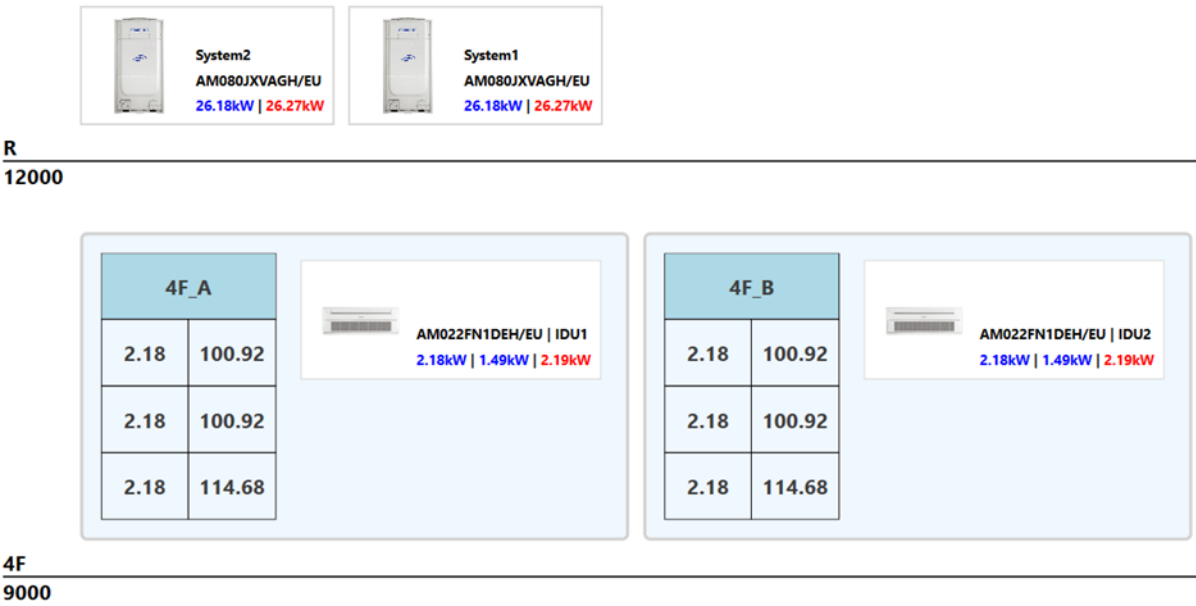 System2
AM080JXVAGH/EU
26.18kW | 26.27kW
System1
AM080JXVAGH/EU
26.18kW | 26.27kW
R
12000
4F_A
2.18 100.92
2.18 100.92
2.18 114.68
AM022FN1DEH/EU | IDU1
2.18kW | 1.49kW | 2.19kW
4F_B
2.18 100.92
2.18 100.92
2.18 114.68
AM022FN1DEH/EU | IDU2
2.18kW | 1.49kW | 2.19kW
4F
9000